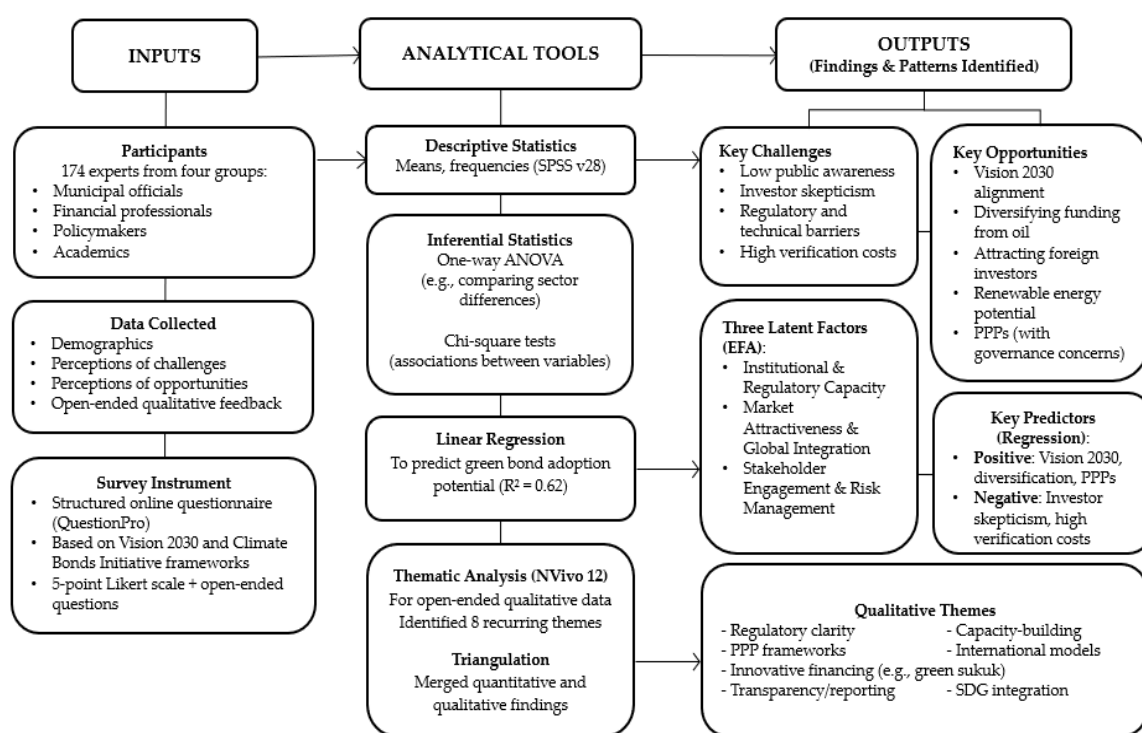 INPUTS
ANALYTICAL TOOLS
OUTPUTS
(Findings & Patterns Identified)
Participants
174 experts from four groups:
• Municipal officials
• Financial professionals
• Policymakers
• Academics
Data Collected
• Demographics
• Perceptions of challenges
• Perceptions of opportunities
• Open-ended qualitative feedback
Survey Instrument
• Structured online questionnaire
(QuestionPro)
• Based on Vision 2030 and Climate
Bonds Initiative frameworks
• 5-point Likert scale + open-ended
questions
Descriptive Statistics
Means, frequencies (SPSS v28)
Inferential Statistics
One-way ANOVA
(e.g., comparing sector
differences)
Chi-square tests
(associations between variables)
Linear Regression
To predict green bond adoption
potential (R² = 0.62)
Thematic Analysis (NVivo 12)
For open-ended qualitative data
Identified 8 recurring themes
Triangulation
Merged quantitative and
qualitative findings
Key Challenges
• Low public awareness
• Investor skepticism
• Regulatory and
technical barriers
• High verification costs
Key Opportunities
• Vision 2030
alignment
• Diversifying funding
from oil
• Attracting foreign
investors
• Renewable energy
potential
• PPPs (with
governance concerns)
Three Latent Factors
(EFA):
• Institutional &
Regulatory Capacity
• Market
Attractiveness &
Global Integration
• Stakeholder
Engagement & Risk
Management
Key Predictors
(Regression):
• Positive: Vision 2030,
diversification, PPPs
• Negative: Investor
skepticism, high
verification costs
Qualitative Themes
- Regulatory clarity
- Capacity-building
- PPP frameworks
- International models
- Innovative financing (e.g., green sukuk)
- Transparency/reporting
- SDG integration